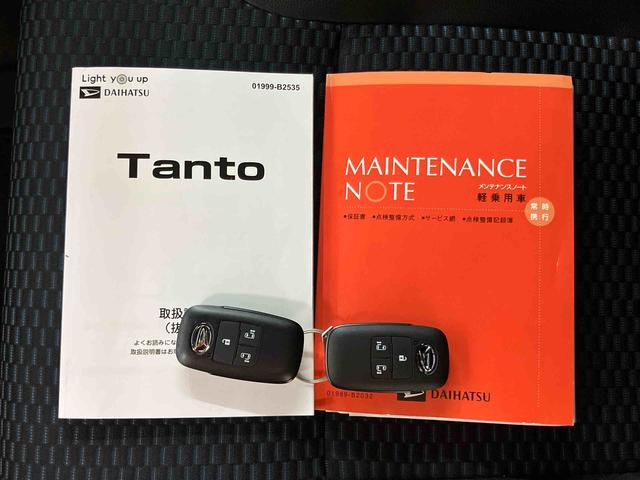 Light you up
DAIHATSU
01999-B2535
Tanto
取扱
よくお読みにな
取扱説明書はお
MAINTENANCE
NOTE
メンテナンスノート
軽乗用車
常時
携行
●保証書 ●点検整備方式 ●サービス網 ●点検整備記録簿
01999-B2032
DAIHATSU